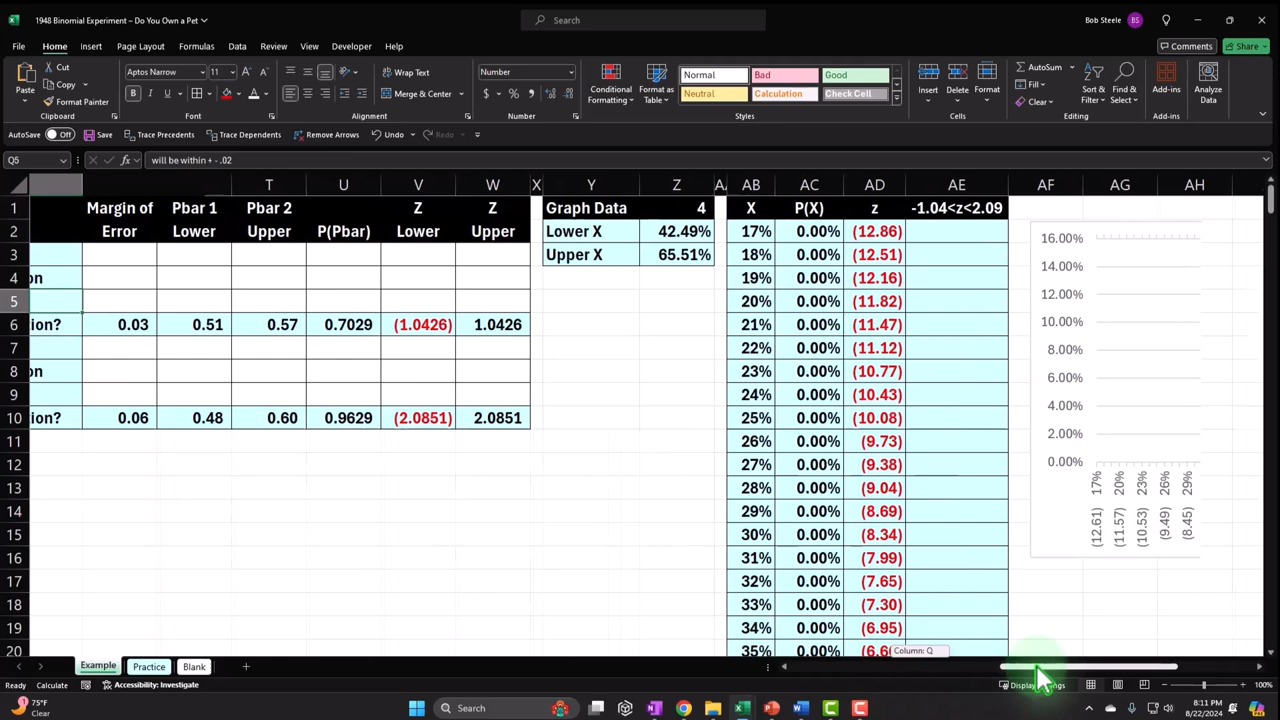 1948 Binomial Experiment – Do You Own a Pet
Search
Bob Steele BS
File Home Insert Page Layout Formulas Data Review View Developer Help Comments Share
Paste Cut Copy Format Painter Clipboard
Aptos Narrow 11 Font
Wrap Text Merge & Center Alignment
Number Number
Conditional Formatting Format as Table Normal Bad Good Neutral Calculation Check Cell Styles
Insert Delete Format Cells
AutoSum Fill Clear Sort & Filter Find & Select Editing
Add-ins Add-ins
Analyze Data
AutoSave Off Save Trace Precedents Trace Dependents Remove Arrows Undo Redo
Q5 fx will be within + - .02
T U V W X Y Z AB AC AD AE AF AG AH
1 Margin of Pbar 1 Pbar 2 Z Z Graph Data 4 X P(X) z -1.04<z<2.09
2 Error Lower Upper P(Pbar) Lower Upper Lower X 42.49% 17% 0.00% (12.86)
3 Upper X 65.51% 18% 0.00% (12.51)
4 on 19% 0.00% (12.16)
5 20% 0.00% (11.82)
6 ion? 0.03 0.51 0.57 0.7029 (1.0426) 1.0426 21% 0.00% (11.47)
7 22% 0.00% (11.12)
8 on 23% 0.00% (10.77)
9 24% 0.00% (10.43)
10 ion? 0.06 0.48 0.60 0.9629 (2.0851) 2.0851 25% 0.00% (10.08)
11 26% 0.00% (9.73)
12 27% 0.00% (9.38)
13 28% 0.00% (9.04)
14 29% 0.00% (8.69)
15 30% 0.00% (8.34)
16 31% 0.00% (7.99)
17 32% 0.00% (7.65)
18 33% 0.00% (7.30)
19 34% 0.00% (6.95)
20 35% 0.00%
16.00%
14.00%
12.00%
10.00%
8.00%
6.00%
4.00%
2.00%
0.00%
17% 20% 23% 26% 29%
(12.61) (11.57) (10.53) (9.49) (8.45)
Column: Q
Example Practice Blank
Ready Calculate Accessibility: Investigate 100%
75°F
Clear
Search
8:11 PM
8/22/2024